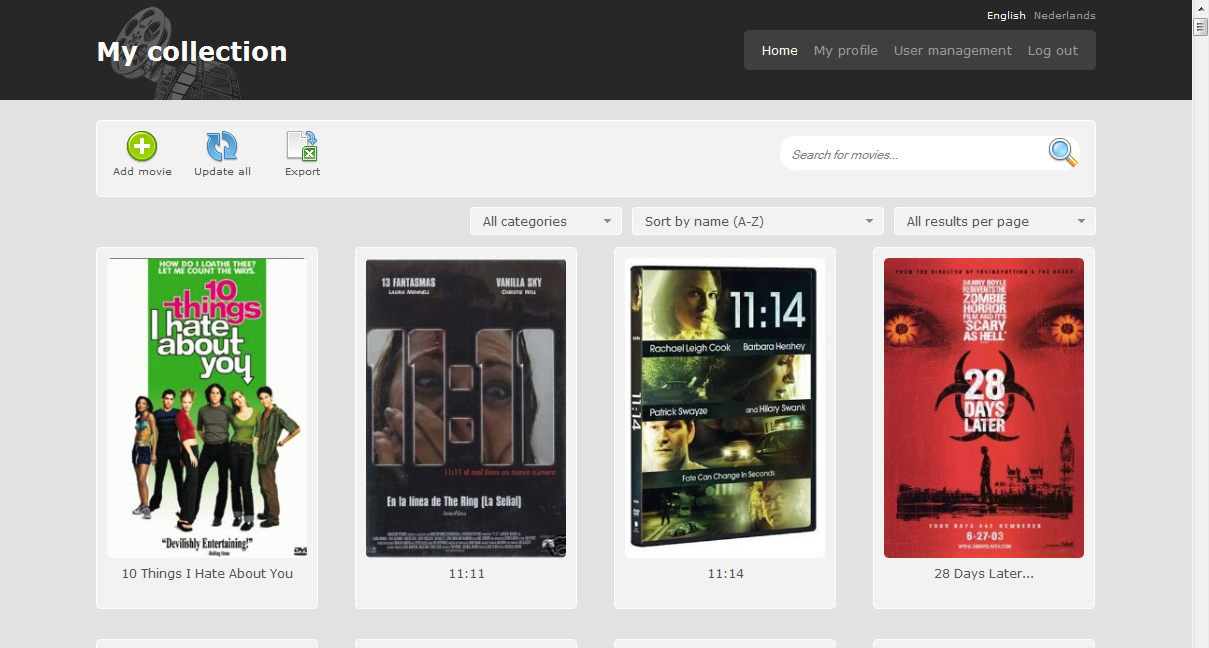 English Nederlands
My collection
Home My profile User management Log out
Add movie Update all Export
Search for movies...
All categories Sort by name (A-Z) All results per page
HOW DO I LOATHE THEE?
LET ME COUNT THE WAYS.
10
things
I hate
about
you
"Devilishly Entertaining!"
DVD
10 Things I Hate About You
13 FANTASMAS VANILLA SKY
11:11
11:11 el mal tiene un nuevo número
En la línea de The Ring (La Señal)
11:11
11:14
Rachael Leigh Cook Barbara Hershey
11:14
Patrick Swayze and Hilary Swank
Fate Can Change In Seconds
11:14
FROM THE DIRECTOR OF TRAINSPOTTING & THE BEACH
DANNY BOYLE
REINVENTS THE
ZOMBIE
HORROR
FILM AND IT'S
'SCARY
AS HELL'
28
DAYS
LATER
YOUR DAYS ARE NUMBERED
6-27-03
28 Days Later...